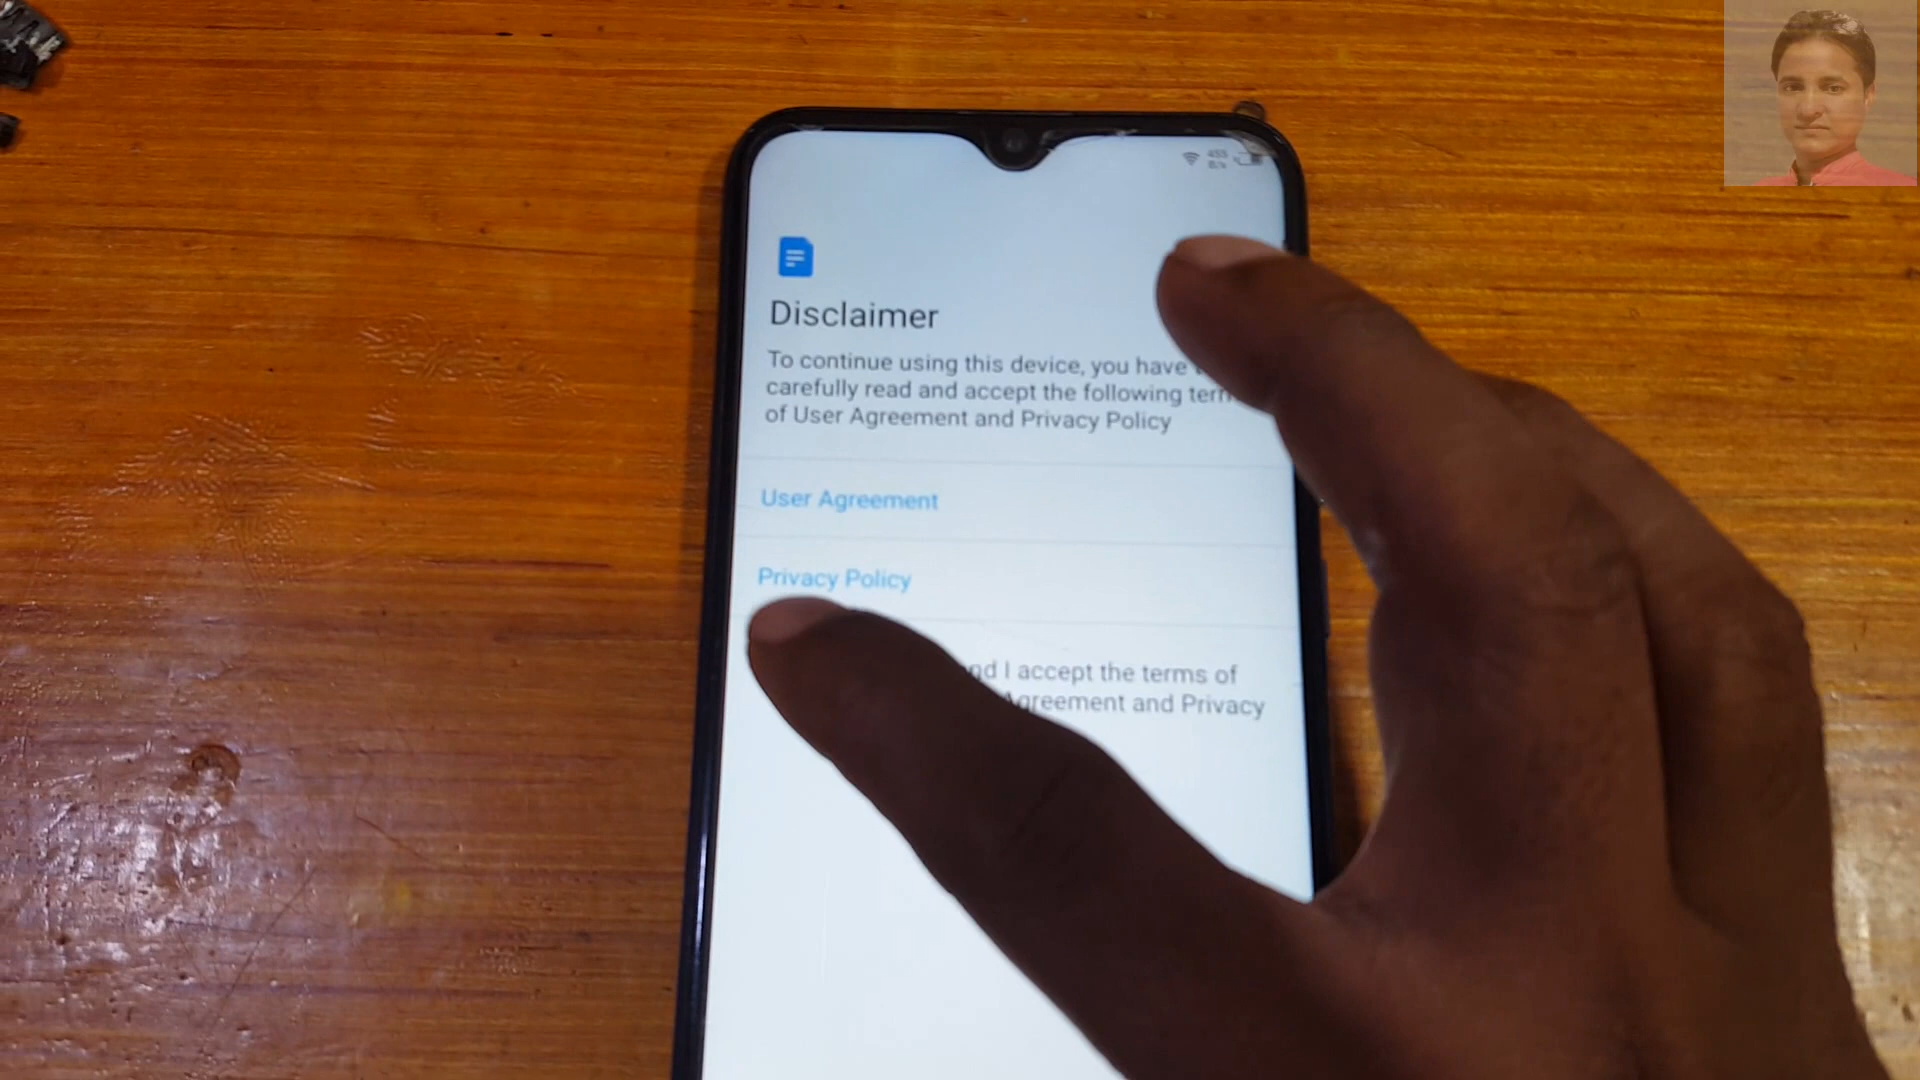 Disclaimer
To continue using this device, you have
carefully read and accept the following
of User Agreement and Privacy Policy
User Agreement
Privacy Policy
I accept the terms of
Agreement and Privacy